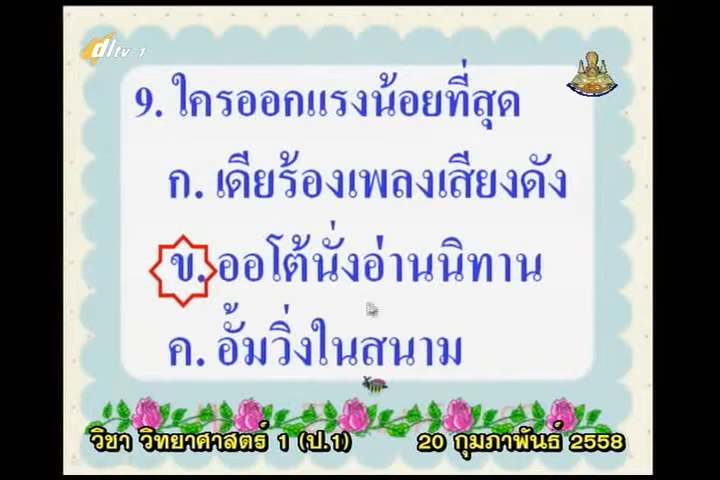 dltv 1
9. ใครออกแรงน้อยที่สุด
ก. เดียร้องเพลงเสียงดัง
ข. ออโต้นั่งอ่านนิทาน
ค. อั้มวิ่งในสนาม
วิชา วิทยาศาสตร์ 1 (ป.1) 20 กุมภาพันธ์ 2558